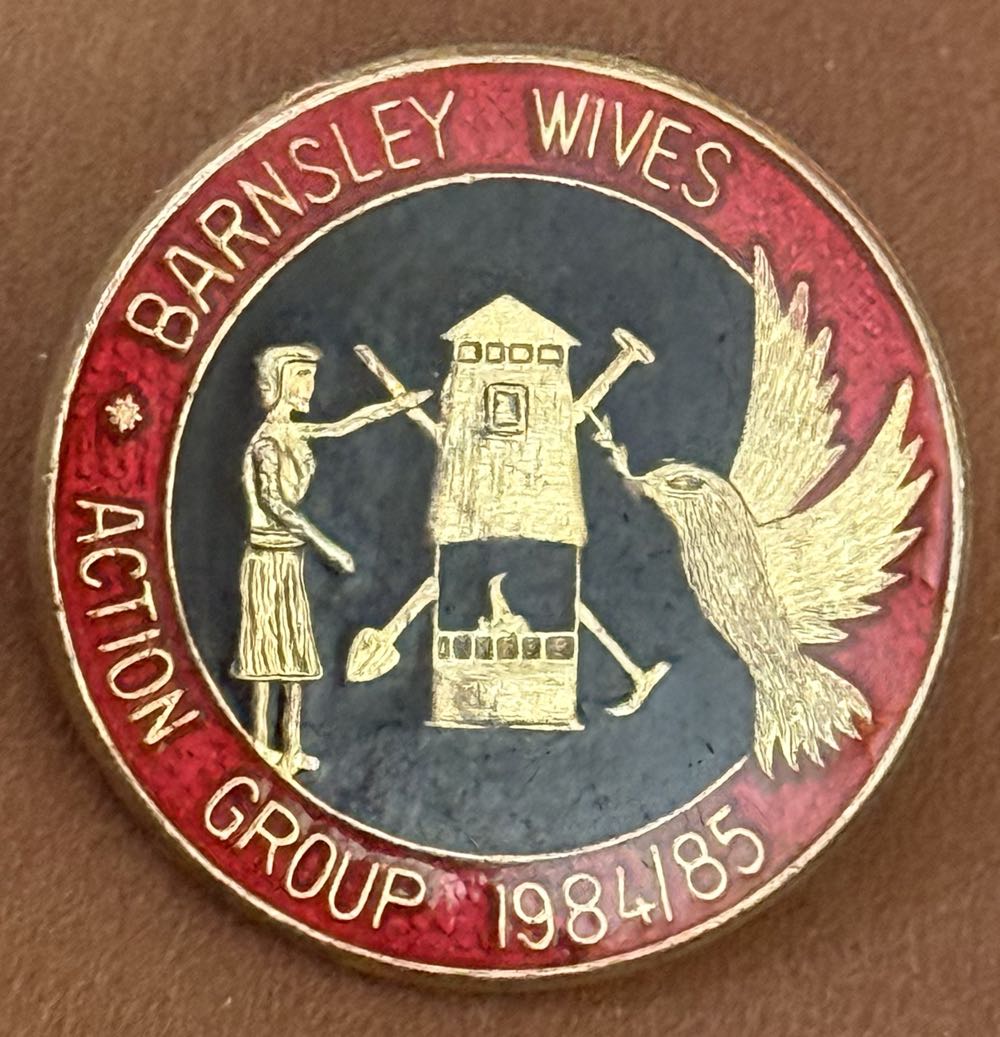 BARNSLEY WIVES
ACTION GROUP 1984/85